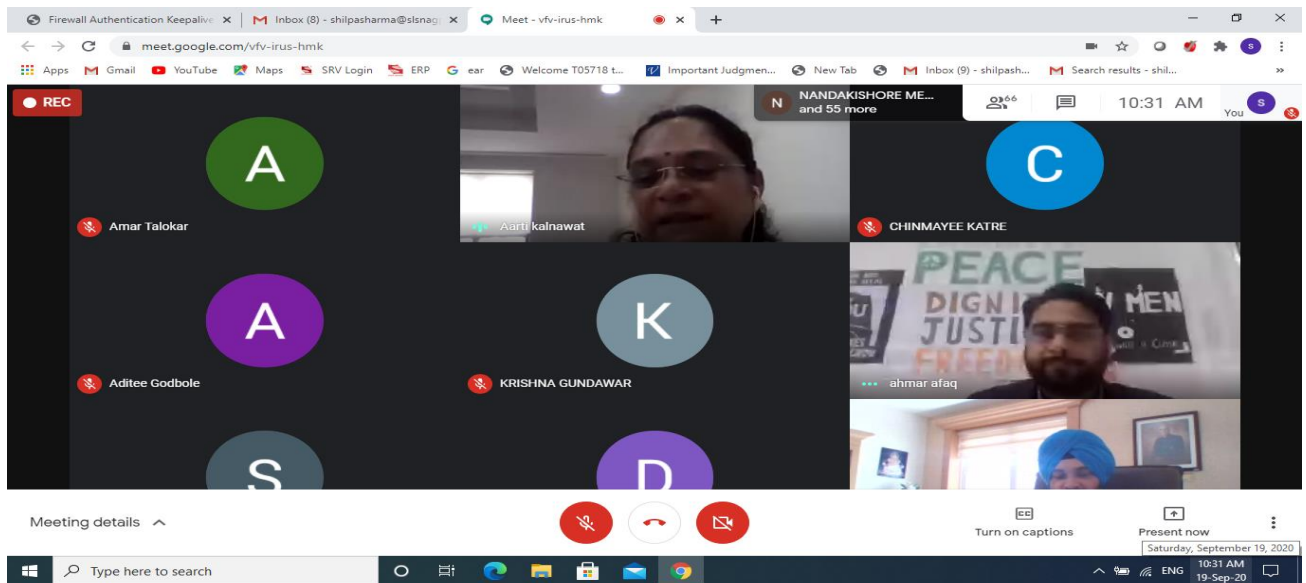 Firewall Authentication Keepalive
Inbox (8) - shilpasharma@slsnag
Meet - vfv-irus-hmk
meet.google.com/vfv-irus-hmk
S
Apps Gmail YouTube Maps SRV Login ERP ear Welcome T05718 t... Important Judgmen... New Tab Inbox (9) - shilpash... Search results - shil... »
REC
N NANDAKISHORE ME...
and 55 more
66
10:31 AM
You S
A
Amar Talokar
Aarti kalnawat
C
CHINMAYEE KATRE
A
Aditee Godbole
K
KRISHNA GUNDAWAR
PEACE
MEN
ahmar afaq
S
D
Meeting details
CC
Turn on captions
Present now
Saturday, September 19, 2020
Type here to search
ENG
10:31 AM
19-Sep-20